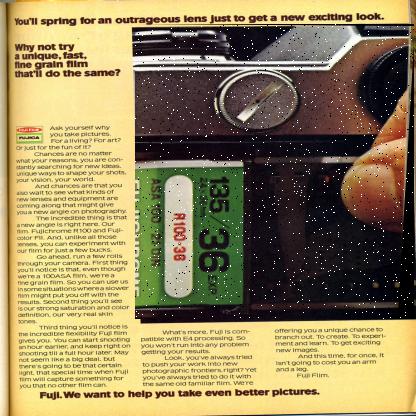 You'll spring for an outrageous lens just to get a new exciting look.
Why not try
a unique, fast,
fine grain film
that'll do the same?
FUJI FILM
FUJICA
Ask yourself why
you take pictures.
For a living? For art?
Or just for the fun of it?
Chances are no matter
what your reasons, you are con-
stantly searching for new ideas,
unique ways to shape your shots,
your vision, your world.
And chances are that you
also wait to see what kinds of
new lenses and equipment are
coming along that might give
you a new angle on photography.
The incredible thing is that
a new angle is right here. Our
film. Fujichrome R100 and Fuji-
color FII. And, unlike all those
lenses, you can experiment with
our film for just a few bucks.
Go ahead, run a few rolls
through your camera. First thing
you'll notice is that, even though
we're a 100ASA film, we're a
fine grain film. So you can use us
in some situations where a slower
film might put you off with the
results. Second thing you'll see
is our strong saturation and color
definition, our very real skin
tones.
Third thing you'll notice is
the incredible flexibility Fuji film
gives you. You can start shooting
an hour earlier, and keep right on
shooting till a full hour later. May
not seem like a big deal, but
there's going to be that certain
light, that special time when Fuji
film will capture something for
you that no other film can.
What's more, Fuji is com-
patible with E4 processing. So
you won't run into any problem
getting your results.
Look, you've always tried
to push your work into new
photographic frontiers, right? Yet
you've always tried to do it with
the same old familiar film. We're
offering you a unique chance to
branch out. To create. To experi-
ment and learn. To get exciting
new images.
And this time, for once, it
isn't going to cost you an arm
and a leg.
Fuji Film.
135/36
R100 36
Fuji. We want to help you take even better pictures.